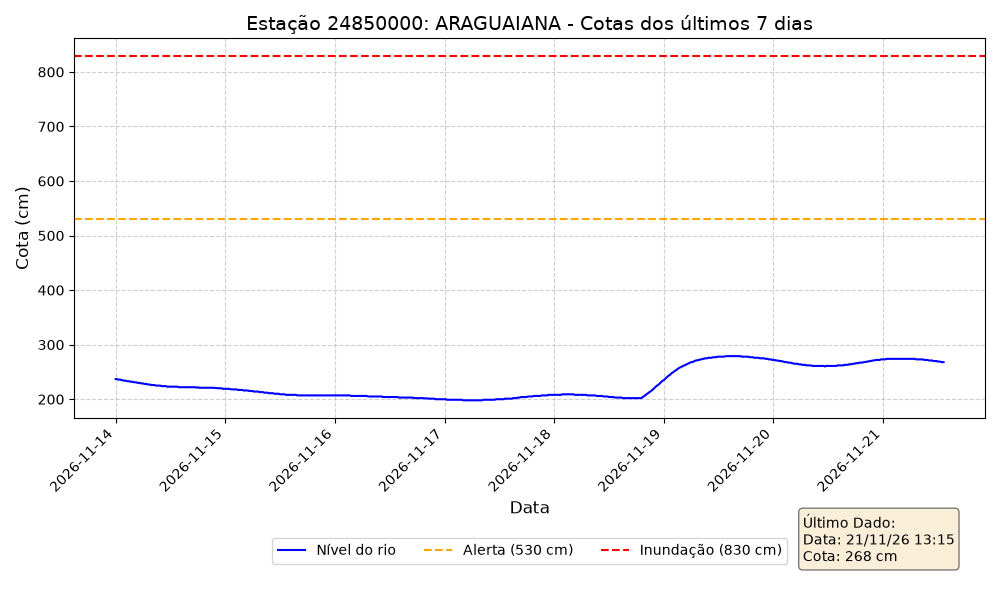 Estação 24850000: ARAGUAIANA - Cotas dos últimos 7 dias
Cota (cm)
800
700
600
500
400
300
200
2026-11-14
2026-11-15
2026-11-16
2026-11-17
2026-11-18
2026-11-19
2026-11-20
2026-11-21
Data
Nível do rio
Alerta (530 cm)
Inundação (830 cm)
Último Dado:
Data: 21/11/26 13:15
Cota: 268 cm